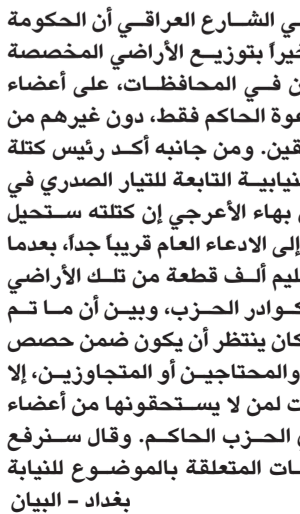 ي الشارع العراقي أن الحكومة
خيراً بتوزيع الأراضي المخصصة
ن في المحافظات، على أعضاء
عوة الحاكم فقط، دون غيرهم من
قين. ومن جانبه أكد رئيس كتلة
نيابية التابعة للتيار الصدري في
ي بهاء الأعرجي إن كتلته ستحيل
إلى الادعاء العام قريباً جداً، بعدما
ليم ألف قطعة من تلك الأراضي
كوادر الحزب، وبين أن ما تم
كان ينتظر أن يكون ضمن حصص
والمحتاجين أو المتجاوزين، إلا
ت لمن لا يستحقونها من أعضاء
ي الحزب الحاكم. وقال سنرفع
ات المتعلقة بالموضوع للنيابة
بغداد - البيان